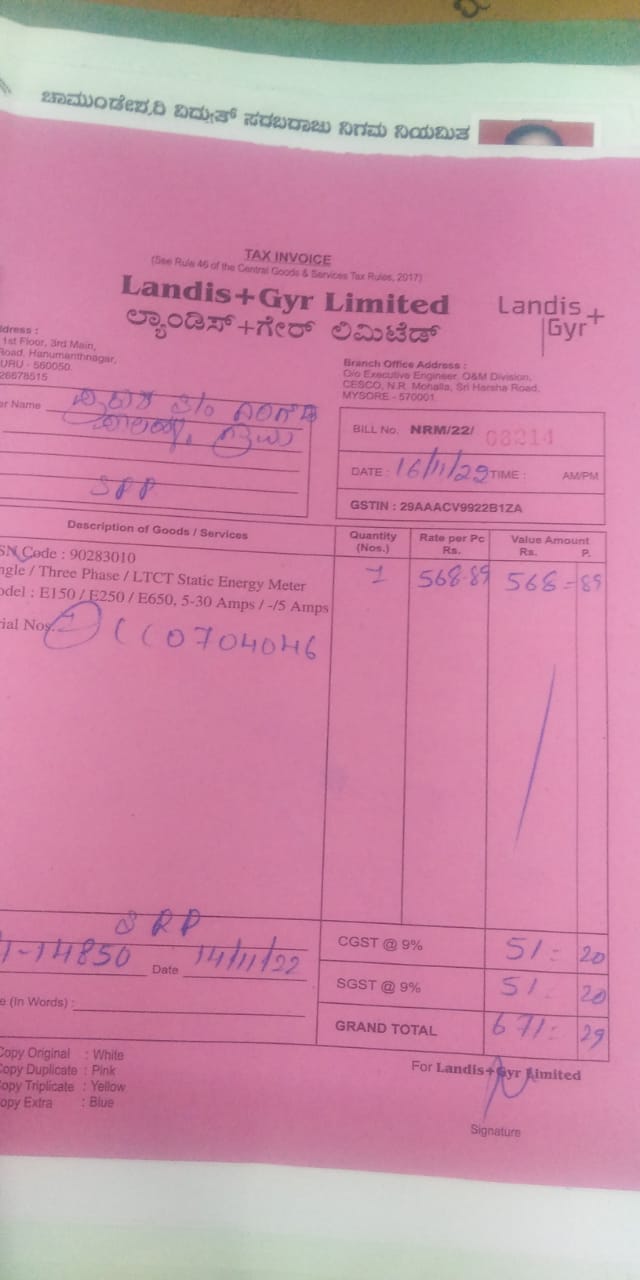 ಚಾಮುಂಡೇಶ್ವರಿ ವಿದ್ಯುತ್ ಸರಬರಾಜು ನಿಗಮ ನಿಯಮಿತ
TAX INVOICE
(See Rule 46 of the Central Goods & Services Tax Rules, 2017)
Landis+Gyr Limited
ಲ್ಯಾಂಡಿಸ್+ಗೇರ್ ಲಿಮಿಟೆಡ್
Landis+
Gyr
ddress :
1st Floor, 3rd Main,
Road, Hanumanthnagar,
URU - 560050.
26678515
Branch Office Address :
O/o Executive Engineer, O&M Division,
CESCO, N.R. Mohalla, Sri Harsha Road,
MYSORE - 570001.
er Name
SPP
BILL No. NRM/22/ 03214
DATE : 16/11/22 TIME : AM/PM
GSTIN : 29AAACV9922B1ZA
Description of Goods / Services Quantity (Nos.) Rate per Pc Rs. Value Amount Rs. P.
SN Code : 90283010
ngle / Three Phase / LTCT Static Energy Meter 1 568-89 568=89
odel : E150 / E250 / E650, 5-30 Amps / -/5 Amps
rial Nos. 0704046
SRP
1-14850 Date 14/11/22
e (In Words) :
CGST @ 9% 51= 20
SGST @ 9% 51. 20
GRAND TOTAL 671= 29
Copy Original : White
Copy Duplicate : Pink
Copy Triplicate : Yellow
opy Extra : Blue
For Landis+Gyr Limited
Signature